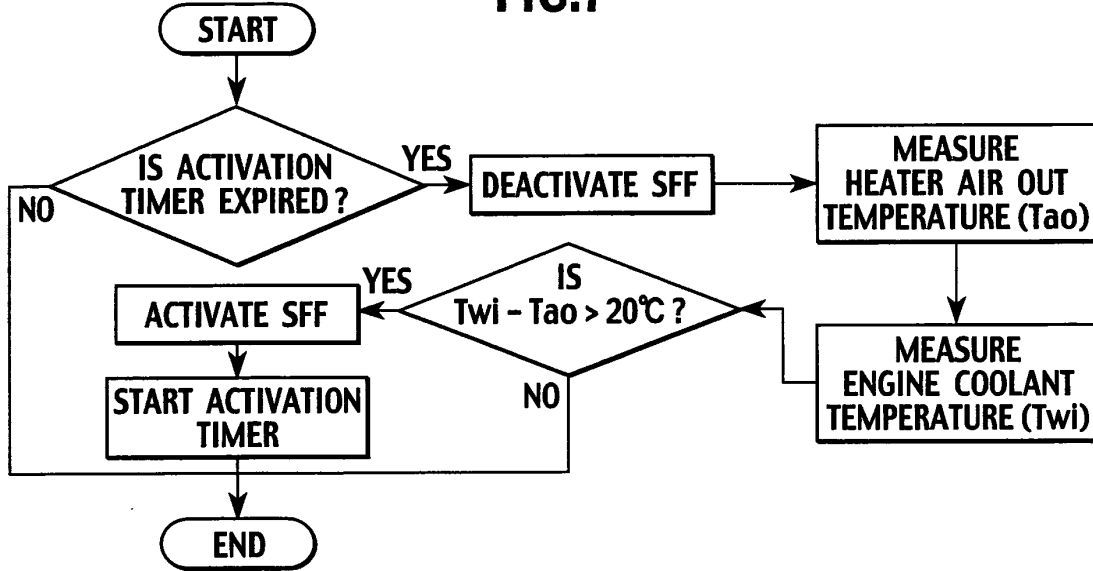 START
IS ACTIVATION
TIMER EXPIRED ?
YES
NO
DEACTIVATE SFF
MEASURE
HEATER AIR OUT
TEMPERATURE (Tao)
MEASURE
ENGINE COOLANT
TEMPERATURE (Twi)
IS
Twi – Tao > 20℃ ?
YES
NO
ACTIVATE SFF
START ACTIVATION
TIMER
END